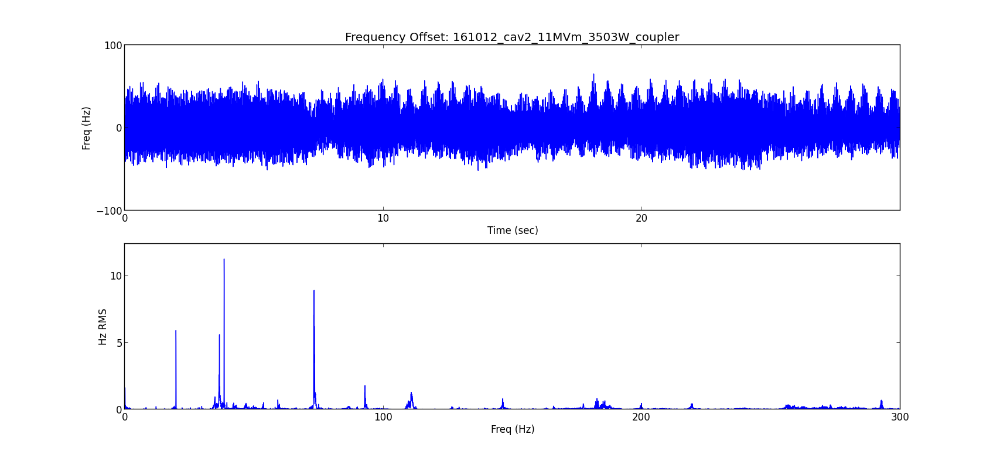 Frequency Offset: 161012_cav2_11MVm_3503W_coupler
100
0
−100
Freq (Hz)
0 10 20
Time (sec)
10
5
0
Hz RMS
0 100 200 300
Freq (Hz)